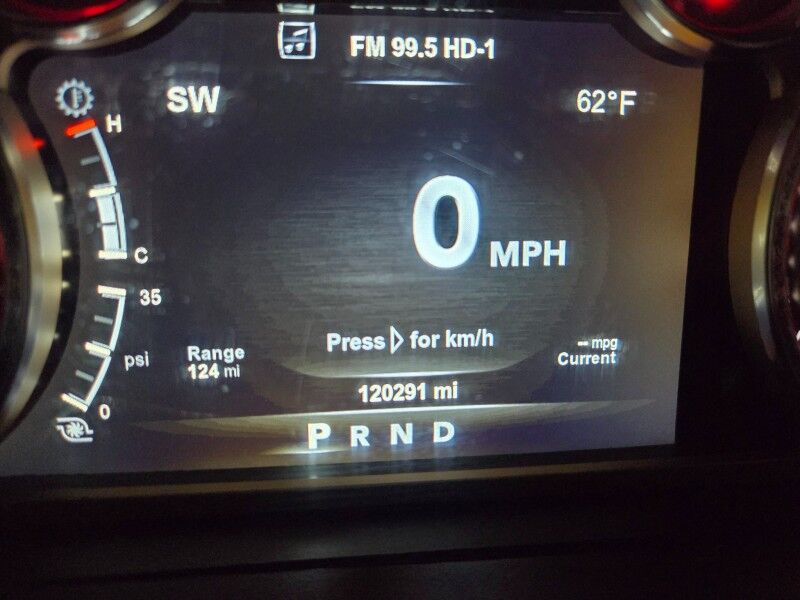 FM 99.5 HD-1
SW
62°F
H
0 MPH
C
35
Press ▷ for km/h
psi
Range
124 mi
-- mpg
Current
120291 mi
0
P R N D